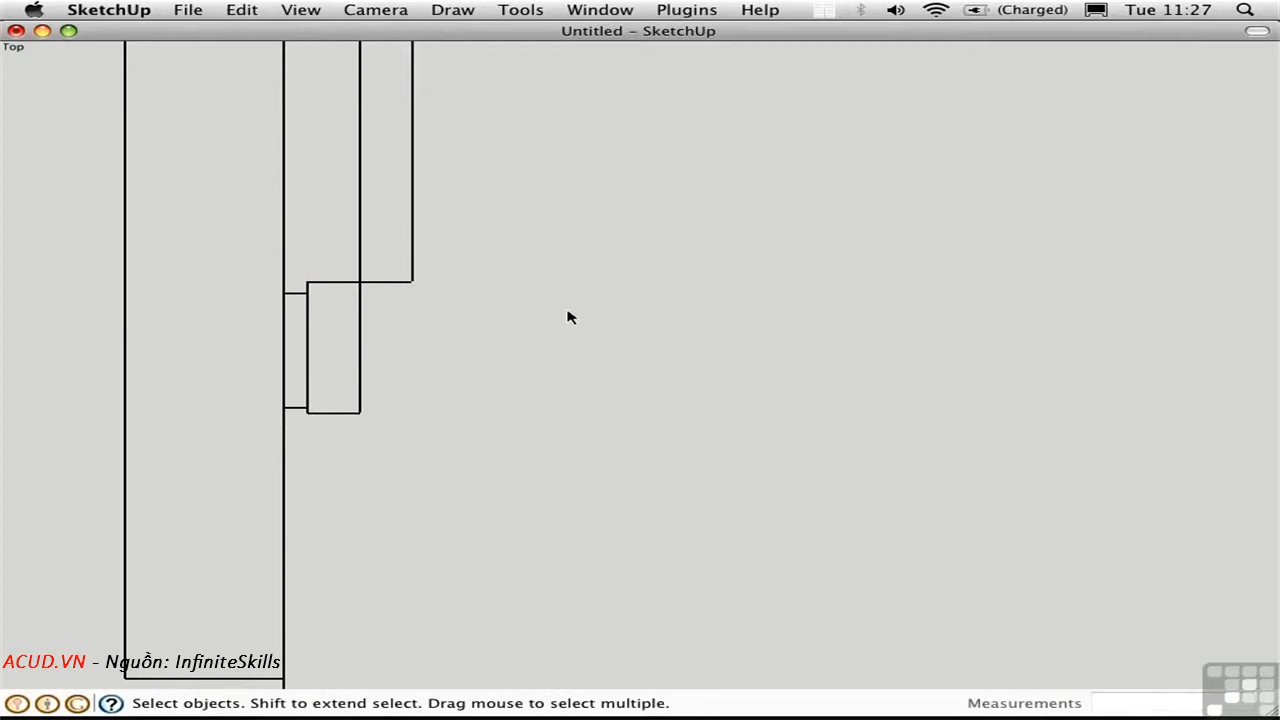 SketchUp File Edit View Camera Draw Tools Window Plugins Help (Charged) Tue 11:27
Untitled – SketchUp
Top
ACUD.VN - Nguồn: InfiniteSkills
Select objects. Shift to extend select. Drag mouse to select multiple. Measurements